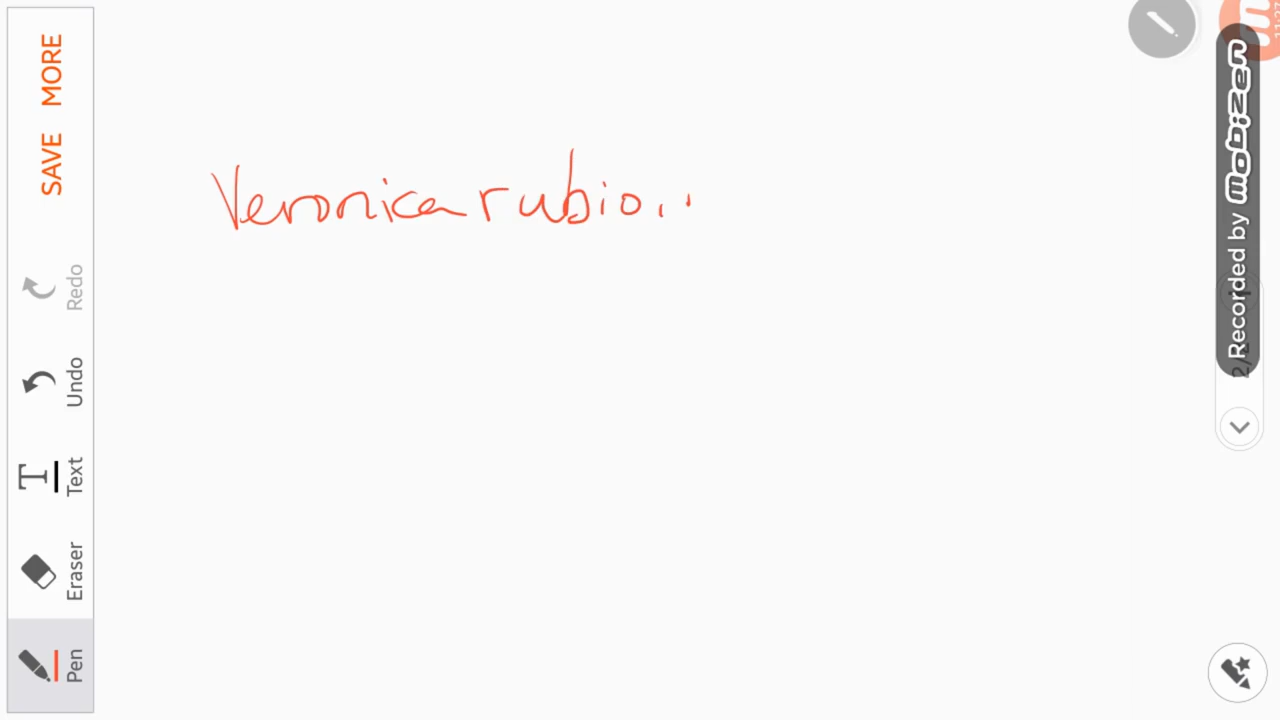 Veronica rubio..
SAVE MORE
Redo
Undo
Text
Eraser
Pen
Recorded by mobizen